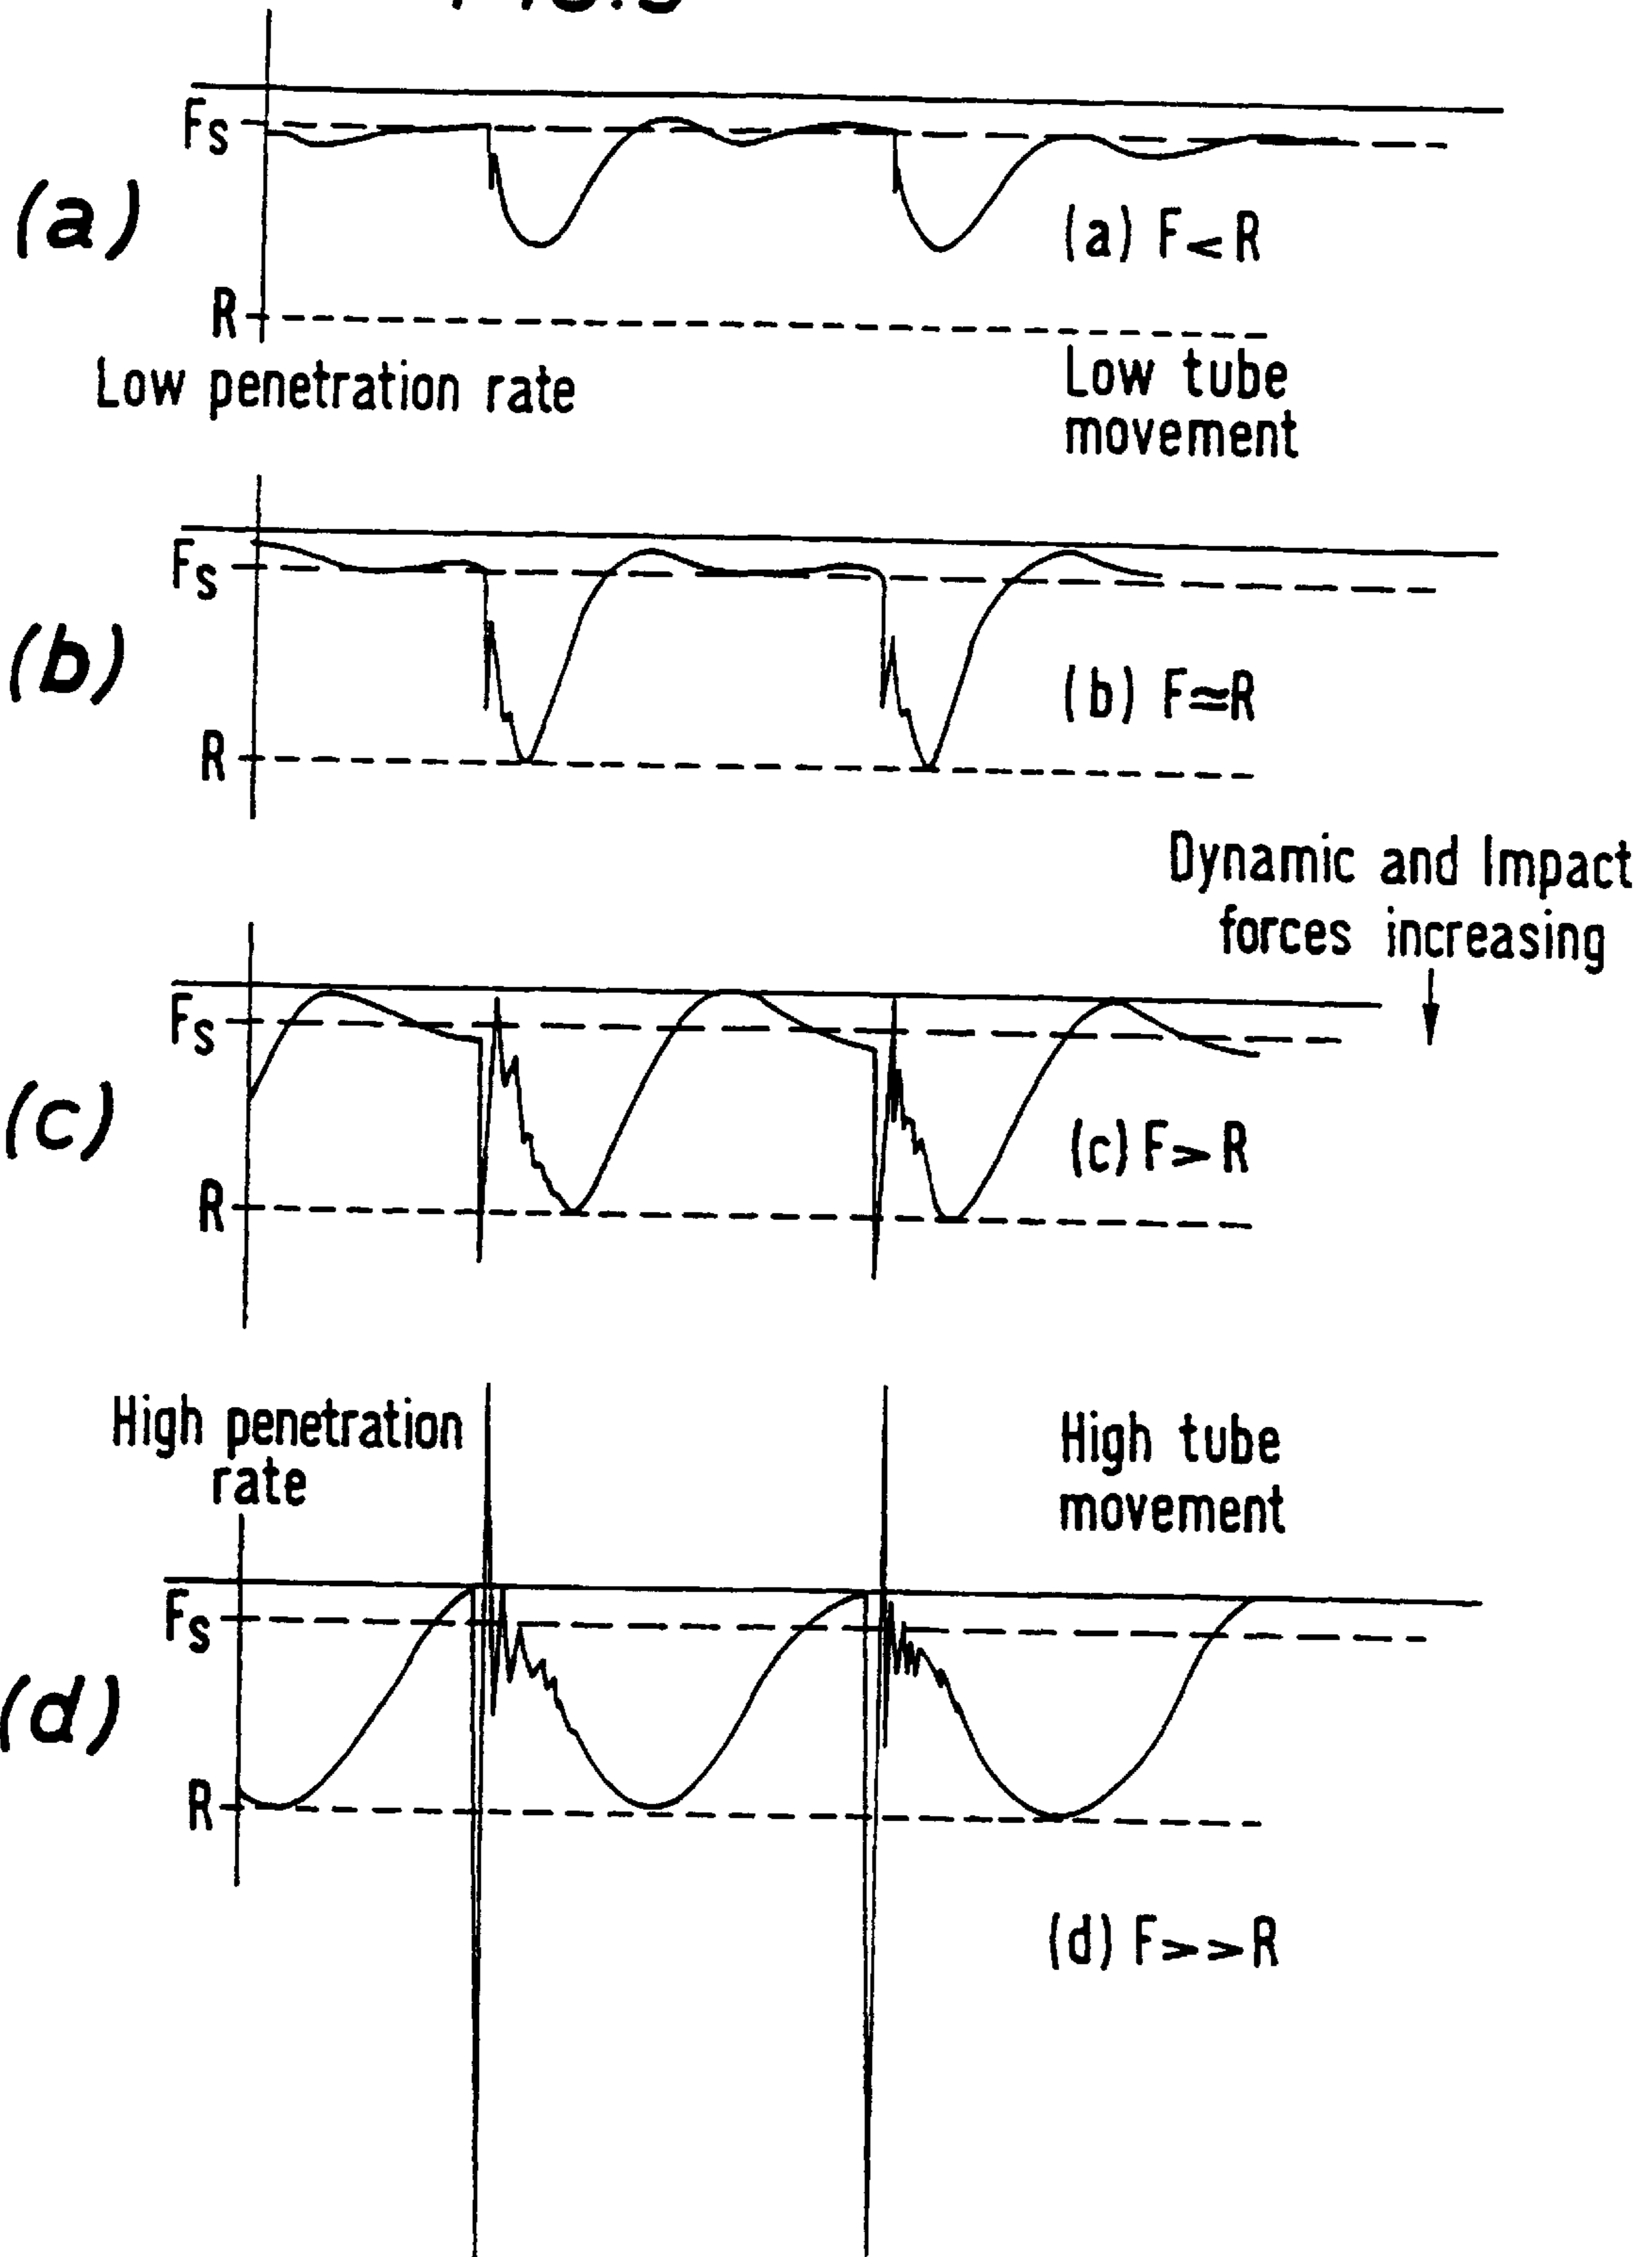 (a)
Fs
(a) F < R
R
Low penetration rate
Low tube
movement
(b)
Fs
(b) F ≃ R
R
Dynamic and Impact
forces increasing
(c)
Fs
(c) F > R
R
High penetration
rate
High tube
movement
(d)
Fs
R
(d) F >> R